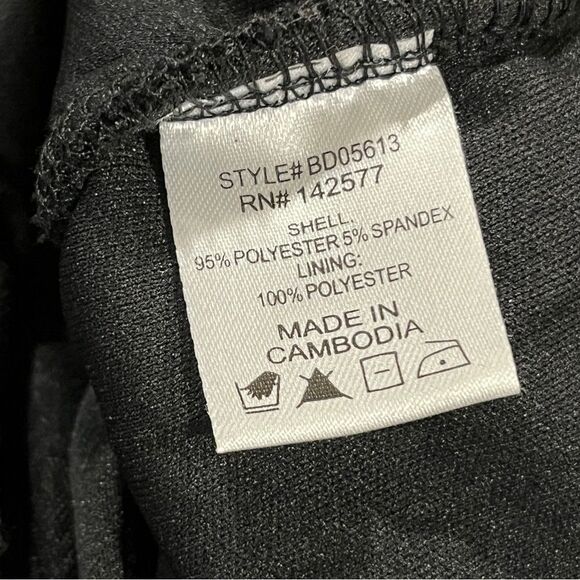 STYLE# BD05613
RN# 142577
SHELL:
95% POLYESTER 5% SPANDEX
LINING:
100% POLYESTER
MADE IN
CAMBODIA